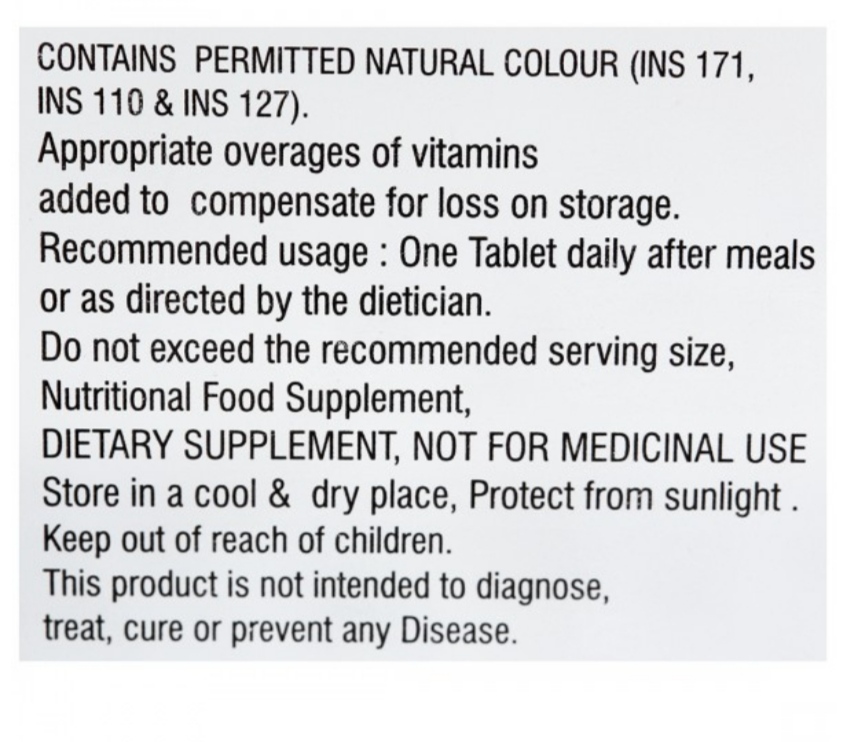 CONTAINS PERMITTED NATURAL COLOUR (INS 171,
INS 110 & INS 127).
Appropriate overages of vitamins
added to compensate for loss on storage.
Recommended usage : One Tablet daily after meals
or as directed by the dietician.
Do not exceed the recommended serving size,
Nutritional Food Supplement,
DIETARY SUPPLEMENT, NOT FOR MEDICINAL USE
Store in a cool & dry place, Protect from sunlight .
Keep out of reach of children.
This product is not intended to diagnose,
treat, cure or prevent any Disease.